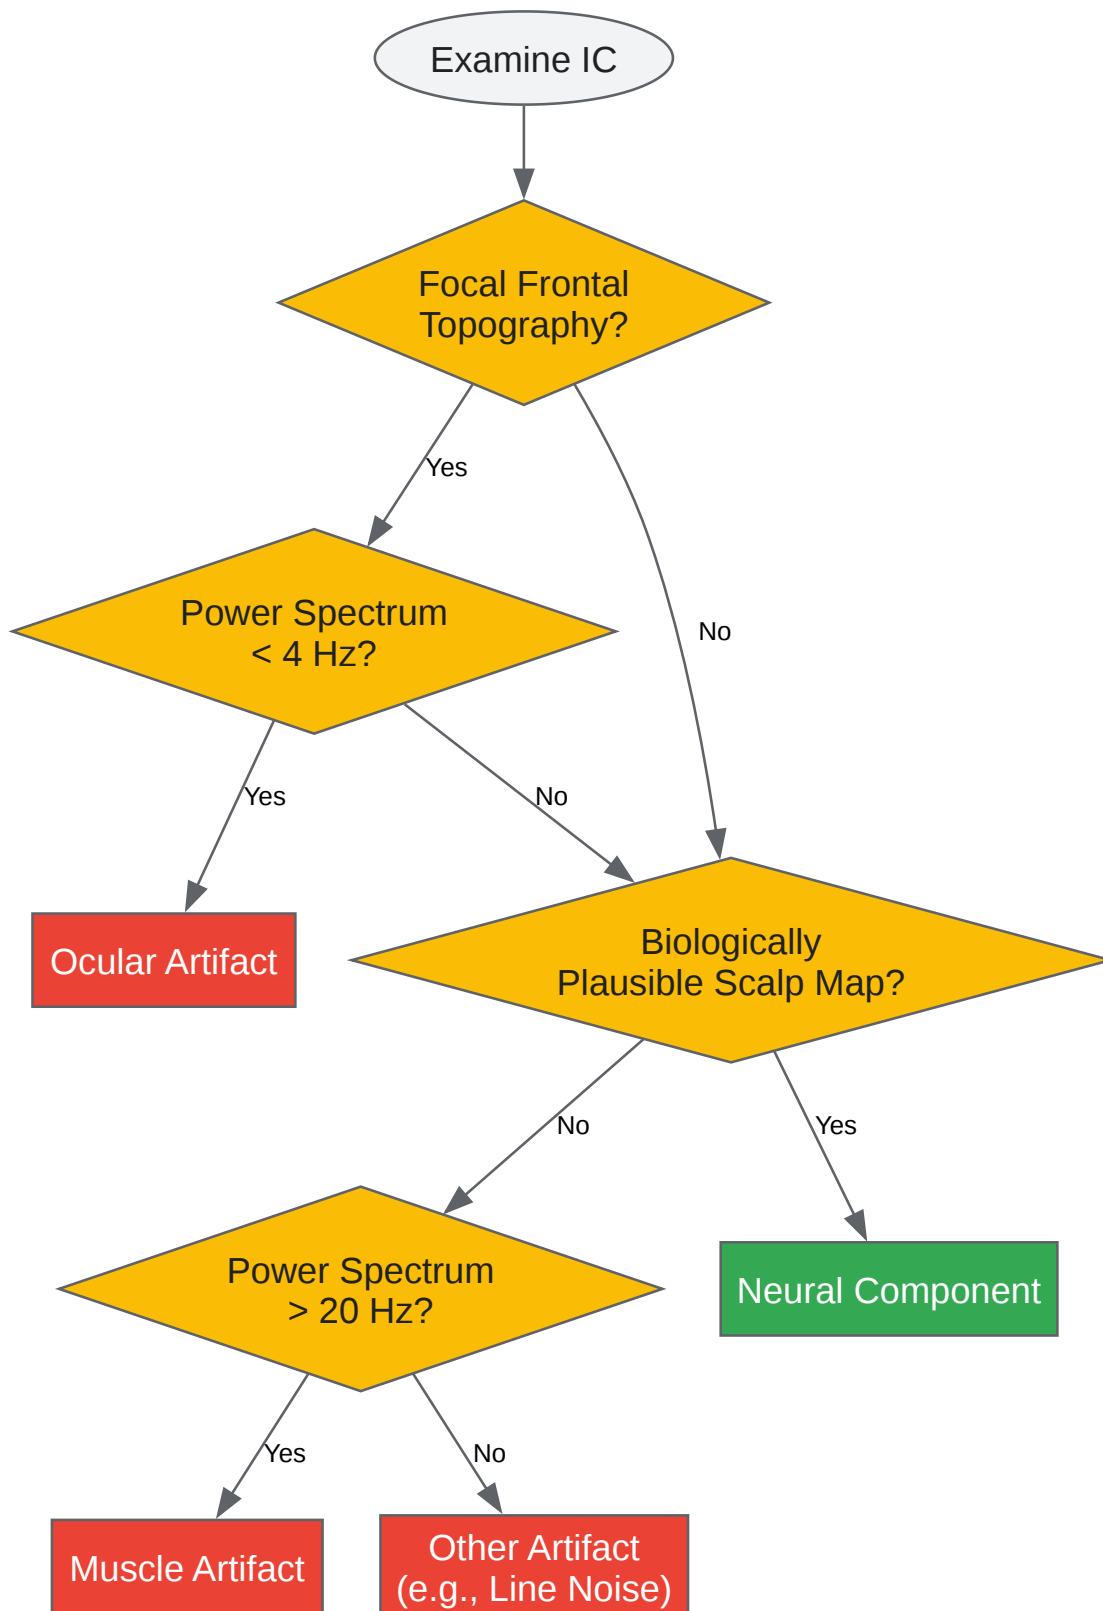 Examine IC
Focal Frontal
Topography?
Yes
No
Power Spectrum
< 4 Hz?
Yes
No
Ocular Artifact
Biologically
Plausible Scalp Map?
No
Yes
Power Spectrum
> 20 Hz?
Neural Component
Yes
No
Muscle Artifact
Other Artifact
(e.g., Line Noise)